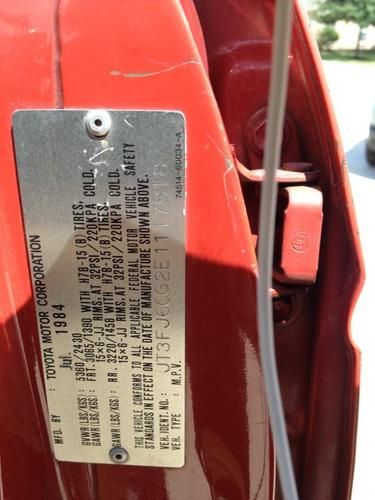 MFD. BY : TOYOTA MOTOR CORPORATION
Jul. 1984
GVWR(LBS/KGS) : 5360/2430
GAWR(LBS/KGS) : FRT. 3065/1390 WITH H78-15(B) TIRES,
15×6-JJ RIMS.AT 32PSI/220KPA COLD.
GAWR(LBS/KGS) : RR. 3220/1458 WITH H78-15(B) TIRES,
15×6-JJ RIMS.AT 32PSI/220KPA COLD.
THIS VEHICLE CONFORMS TO ALL APPLICABLE FEDERAL MOTOR VEHICLE SAFETY
STANDARDS IN EFFECT ON THE DATE OF MANUFACTURE SHOWN ABOVE.
VEH.IDENT.NO. : JT3FJ60G2E1117818
VEH.TYPE : M.P.V.
74514-60034-A